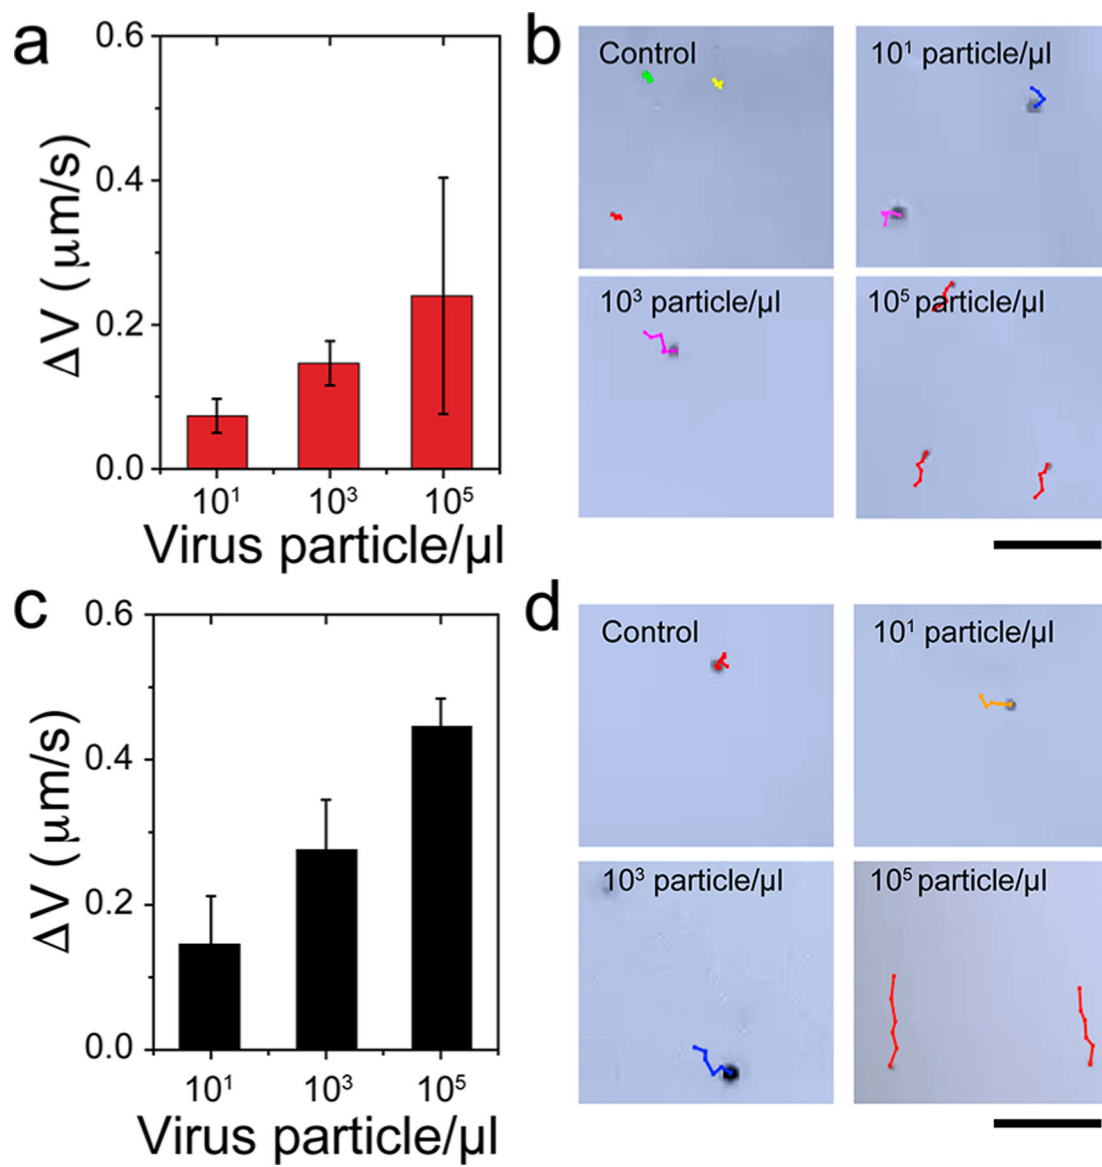 a
0.6
0.4
0.2
0.0
ΔV (μm/s)
10¹ 10³ 10⁵
Virus particle/μl
b
Control
10¹ particle/μl
10³ particle/μl
10⁵ particle/μl
c
0.6
0.4
0.2
0.0
ΔV (μm/s)
10¹ 10³ 10⁵
Virus particle/μl
d
Control
10¹ particle/μl
10³ particle/μl
10⁵ particle/μl